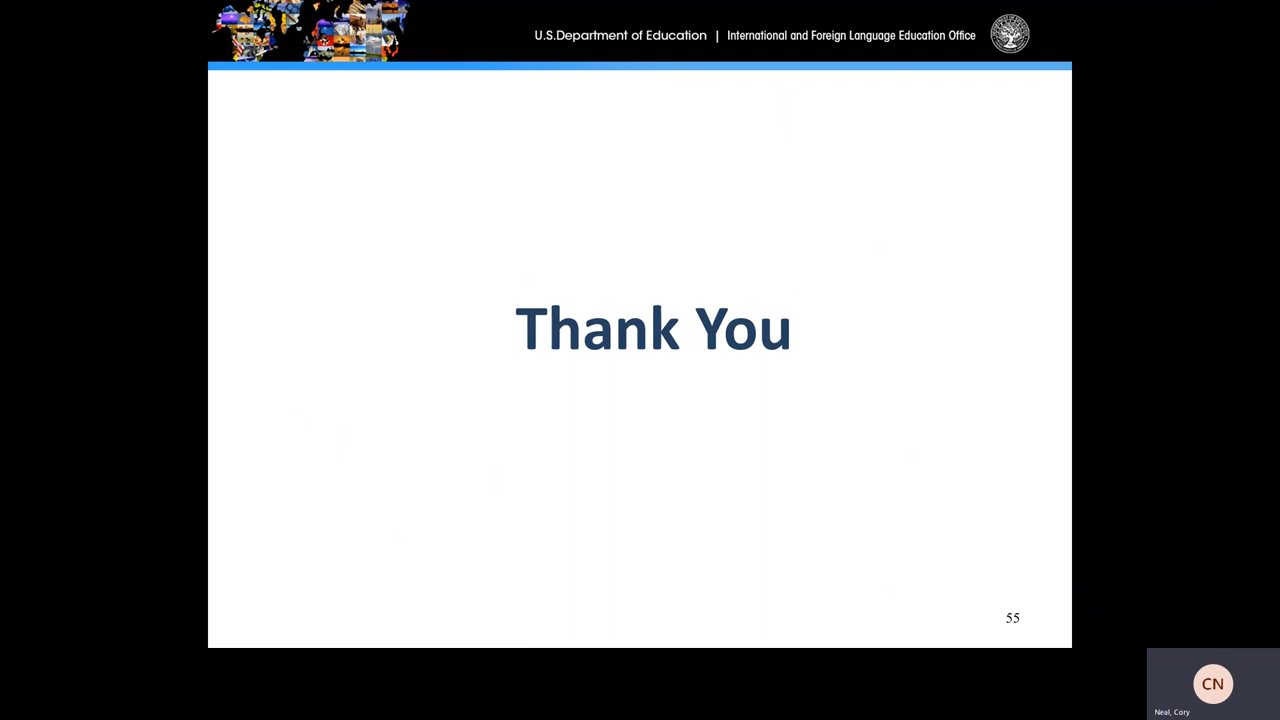 U.S.Department of Education | International and Foreign Language Education Office
Thank You
55
CN
Neal, Cory